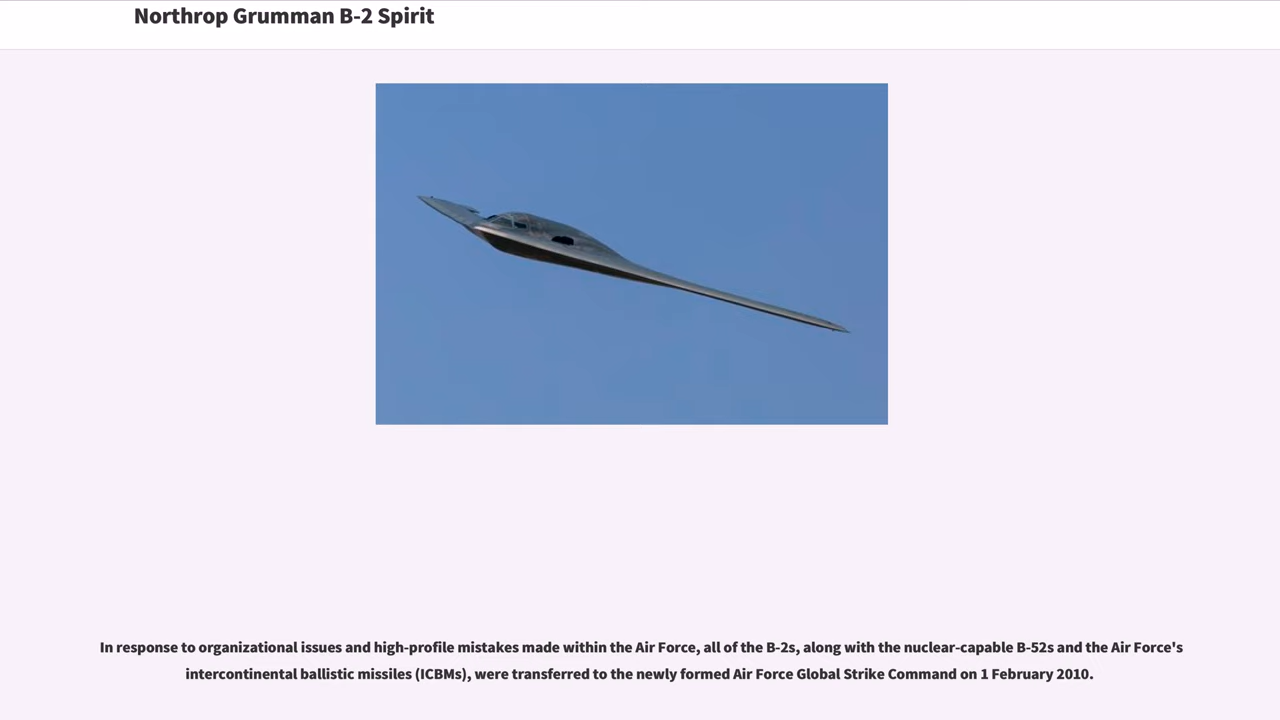 Northrop Grumman B-2 Spirit
In response to organizational issues and high-profile mistakes made within the Air Force, all of the B-2s, along with the nuclear-capable B-52s and the Air Force's
intercontinental ballistic missiles (ICBMs), were transferred to the newly formed Air Force Global Strike Command on 1 February 2010.